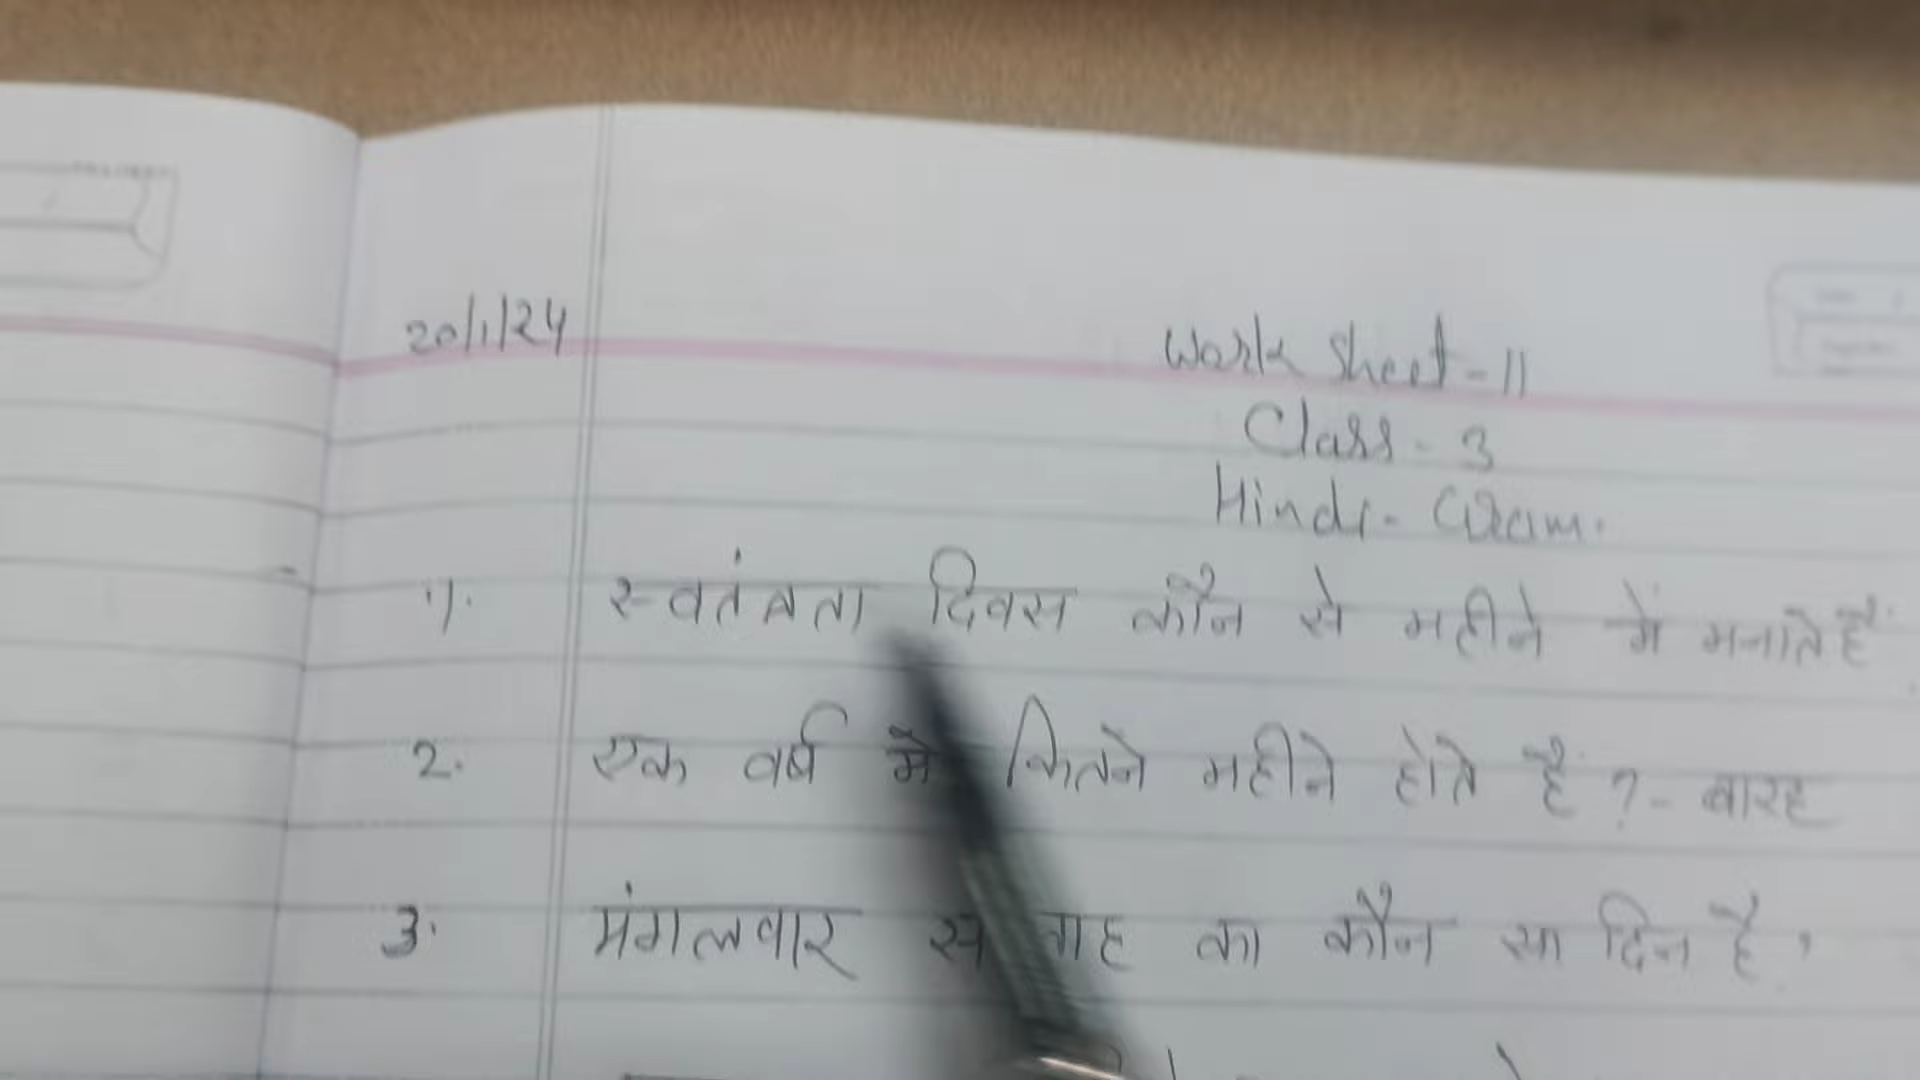 20/1/24
Work Sheet - 11
Class - 3
Hindi - Gram.
1. स्वतंत्रता दिवस कौन से महीने में मनाते हैं
2. एक वर्ष में कितने महीने होते हैं ? - बारह
3. मंगलवार सप्ताह का कौन सा दिन है ?